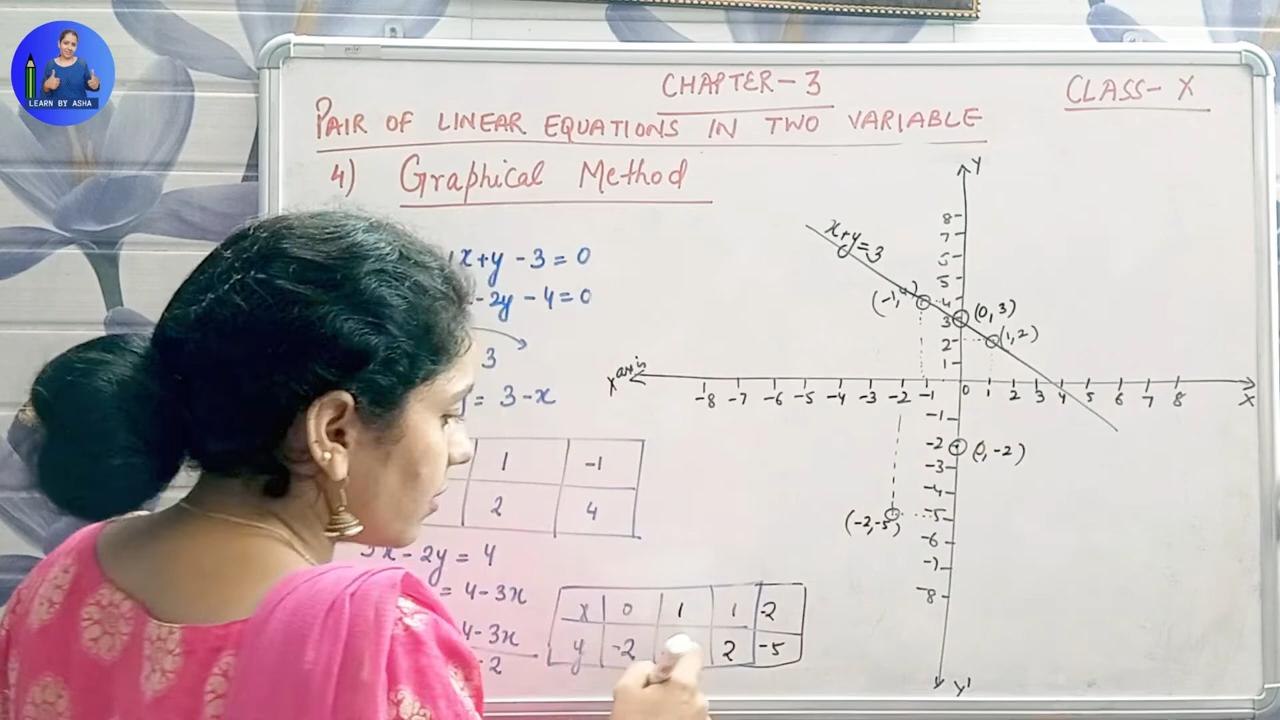 LEARN BY ASHA
CHAPTER - 3
CLASS - X
PAIR OF LINEAR EQUATIONS IN TWO VARIABLE
4) Graphical Method
x+y-3=0
-2y-4=0
3
= 3-x
1 -1
2 4
3x-2y=4
= 4-3x
4-3x
-2
x 0 1 1 -2
y -2 2 -5
Y
8
7
5
5
4
3
2
1
x+y=3
(-1,4)
(0,3)
(1,2)
X axis
-8 -7 -6 -5 -4 -3 -2 -1 0 1 2 3 4 5 6 7 8
X
-1
-2 (0,-2)
-3
-4
(-2,-5) -5
-6
-7
-8
Y'